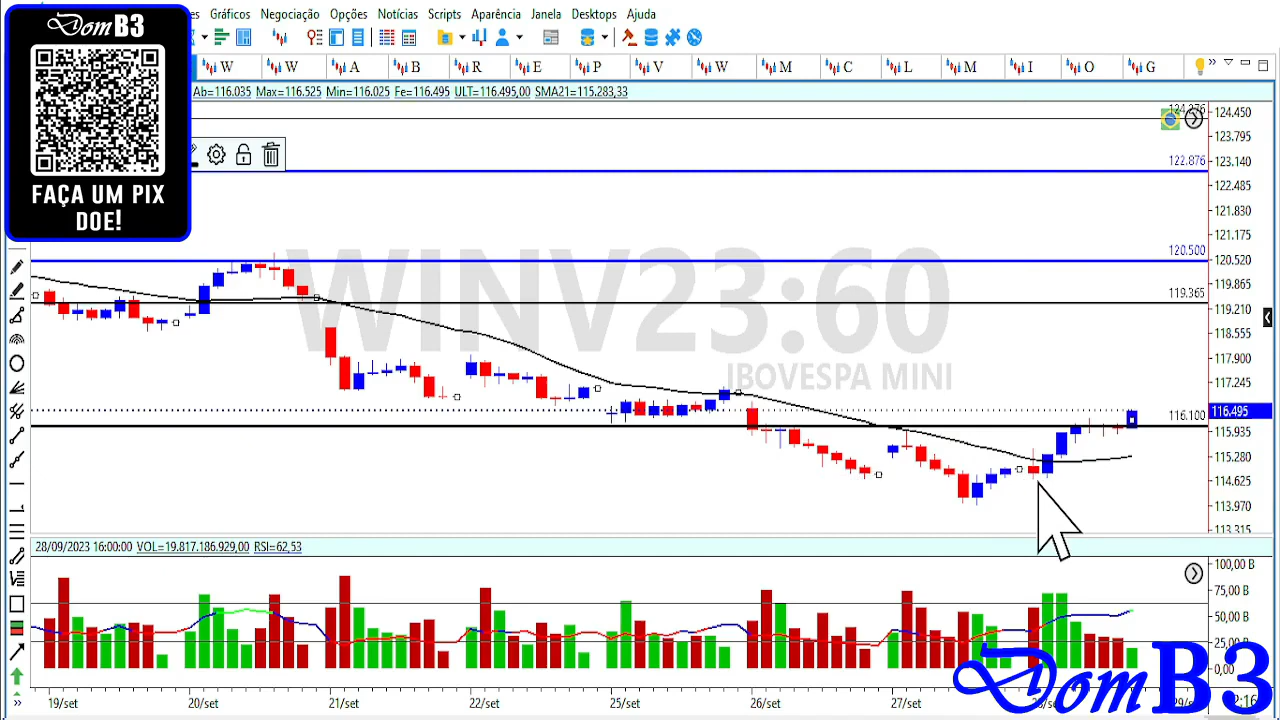 Gráficos Negociação Opções Notícias Scripts Aparência Janela Desktops Ajuda
DomB3
FAÇA UM PIX
DOE!
W W A B R E P V W M C L M I O G
Ab=116.035 Max=116.525 Min=116.025 Fe=116.495 ULT=116.495,00 SMA21=115.283,33
124.450
123.795
122.876
123.140
122.485
121.830
121.175
120.500
120.520
119.865
119.365
119.210
118.555
117.900
117.245
116.495
116.100
115.935
115.280
114.625
113.970
113.315
WINV23:60
IBOVESPA MINI
28/09/2023 16:00:00 VOL=19.817.186.929,00 RSI=62,53
100,00 B
75,00 B
50,00 B
25,00 B
0,00
DomB3
19/set 20/set 21/set 22/set 25/set 26/set 27/set